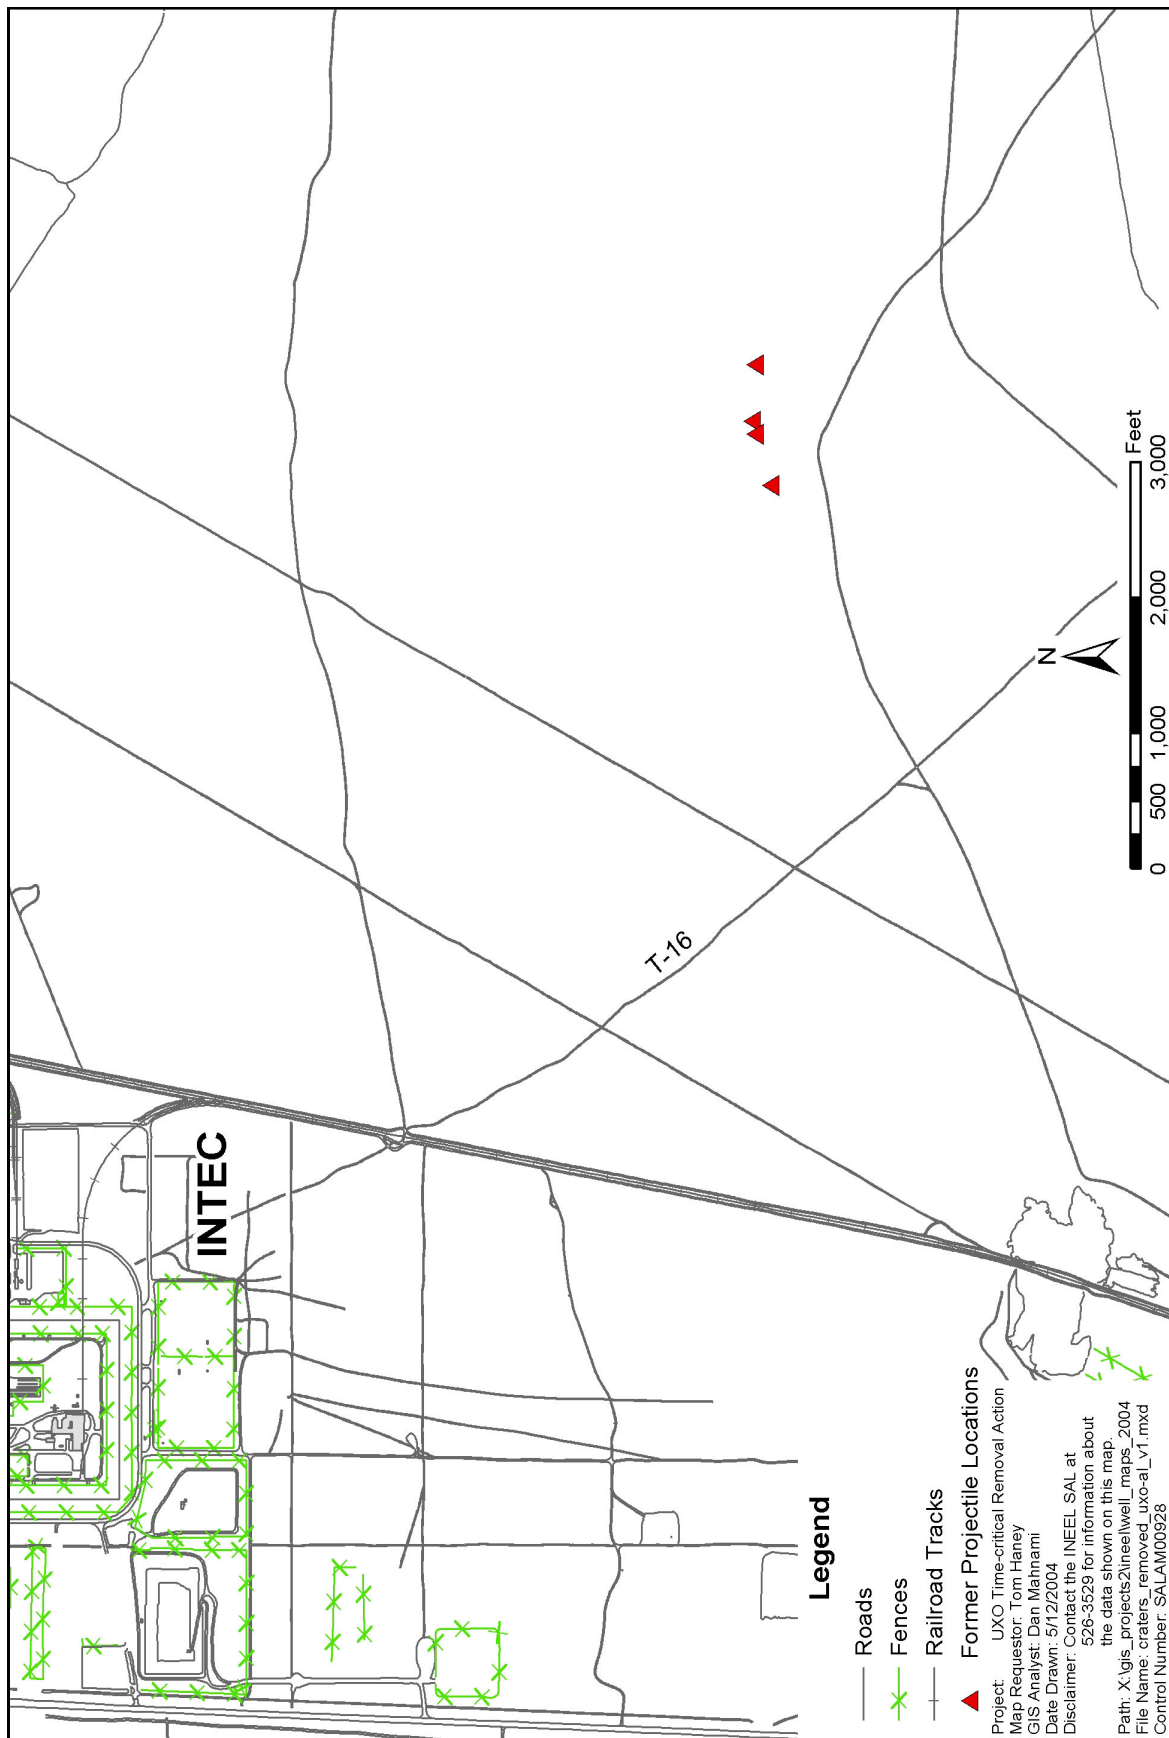 INTEC
T-16
N
Feet
0 500 1,000 2,000 3,000
Legend
Roads
Fences
Railroad Tracks
Former Projectile Locations
Project: UXO Time-critical Removal Action
Map Requestor: Tom Haney
GIS Analyst: Dan Mahnami
Date Drawn: 5/12/2004
Disclaimer: Contact the INEEL SAL at
526-3529 for information about
the data shown on this map.
Path: X:\gis_projects2\ineel\well_maps_2004
File Name: craters_removed_uxo-al_v1.mxd
Control Number: SALAM00928